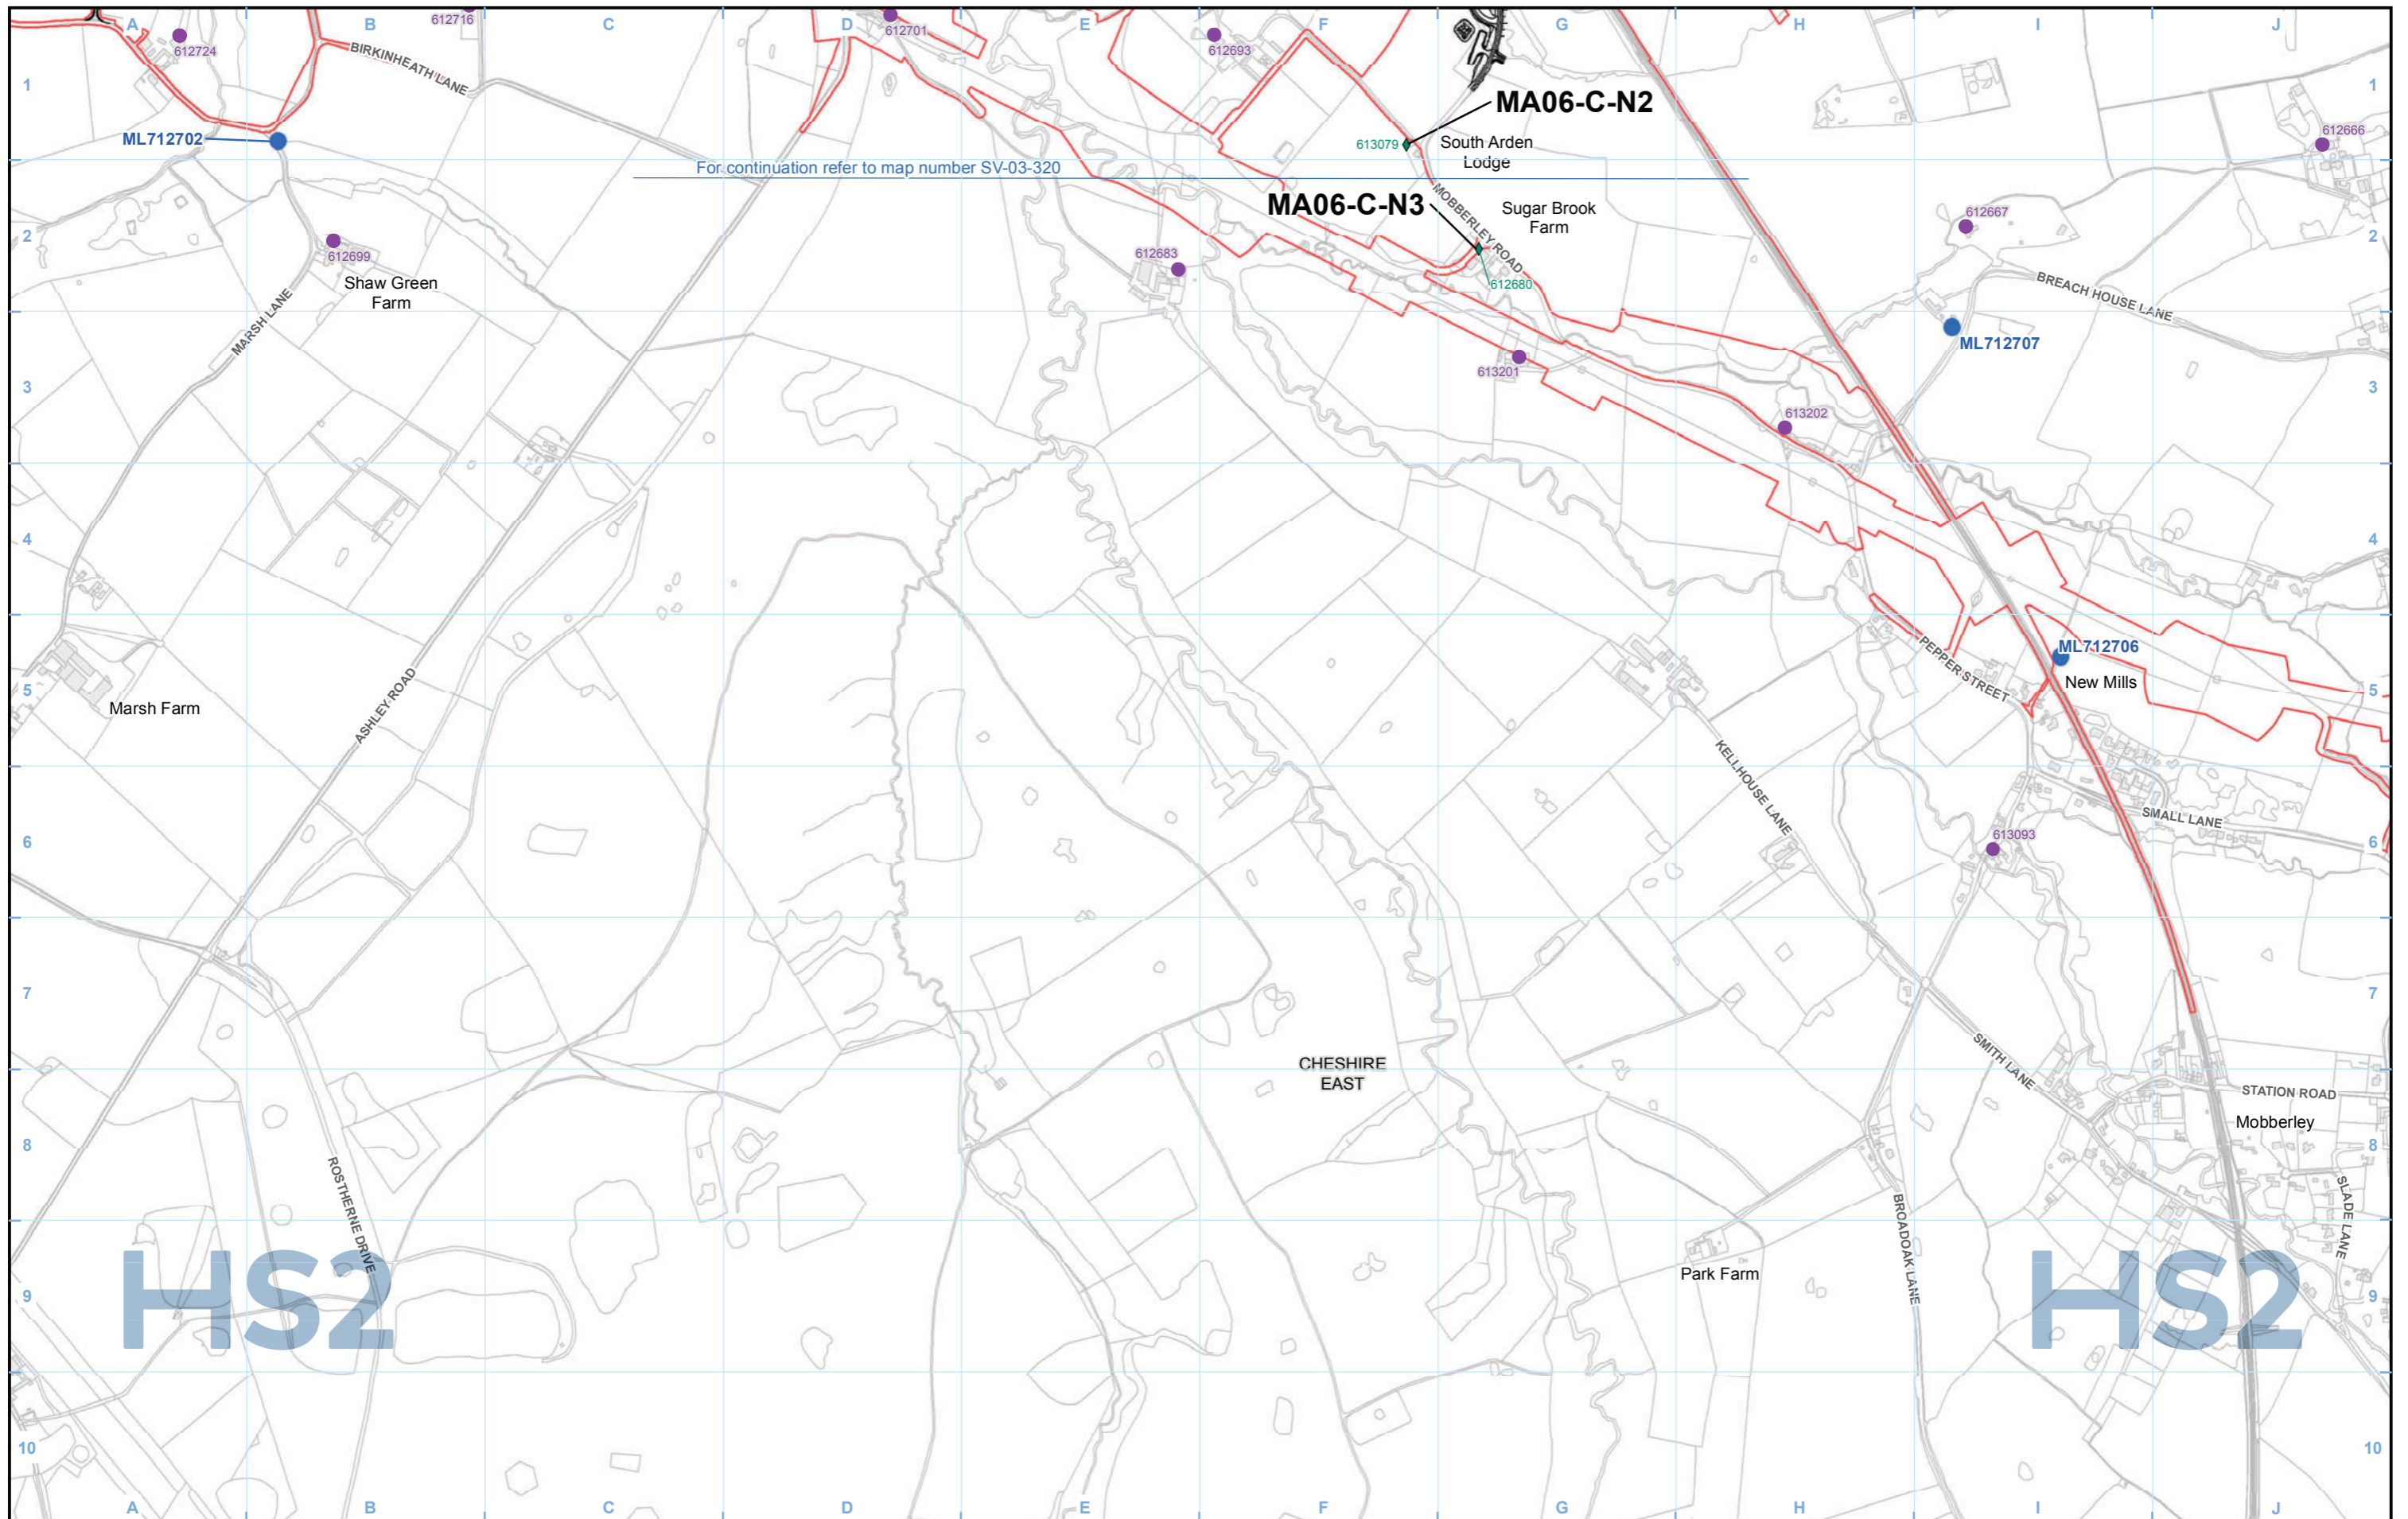 A B C D E F G H I J
612716
612701
612724
612693
BIRKINHEATH LANE
1 1
MA06-C-N2
ML712702
613079
South Arden
Lodge
612666
For continuation refer to map number SV-03-320
MA06-C-N3
MOBBERLEY ROAD
Sugar Brook
Farm
612667
2 2
612699
612683
Shaw Green
Farm
612680
BREACH HOUSE LANE
MARSH LANE
ML712707
613201
3 3
613202
4 4
ML712706
PEPPER STREET
New Mills
5 5
Marsh Farm
ASHLEY ROAD
KELLHOUSE LANE
SMALL LANE
613093
6 6
7 7
CHESHIRE
EAST
SMITH LANE
STATION ROAD
Mobberley
8 8
ROSTHERNE DRIVE
BROADOAK LANE
SLADE LANE
Park Farm
9 9
HS2 HS2
10 10
A B C D E F G H I J